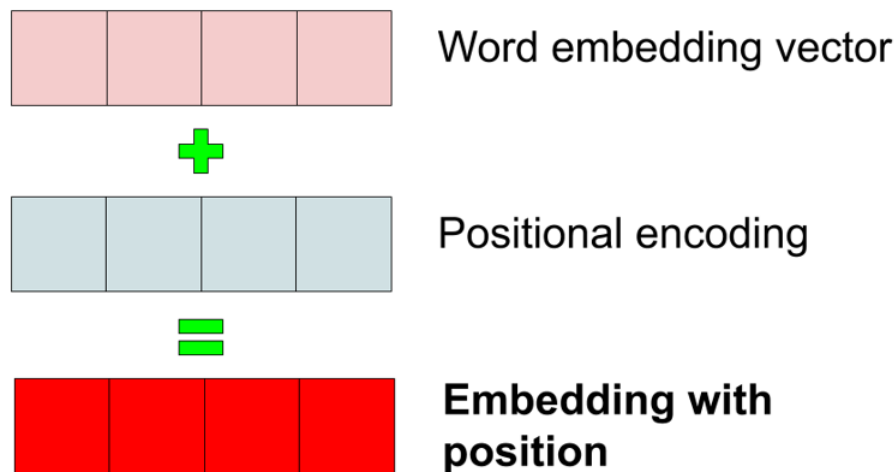 Word embedding vector
Positional encoding
Embedding with
position